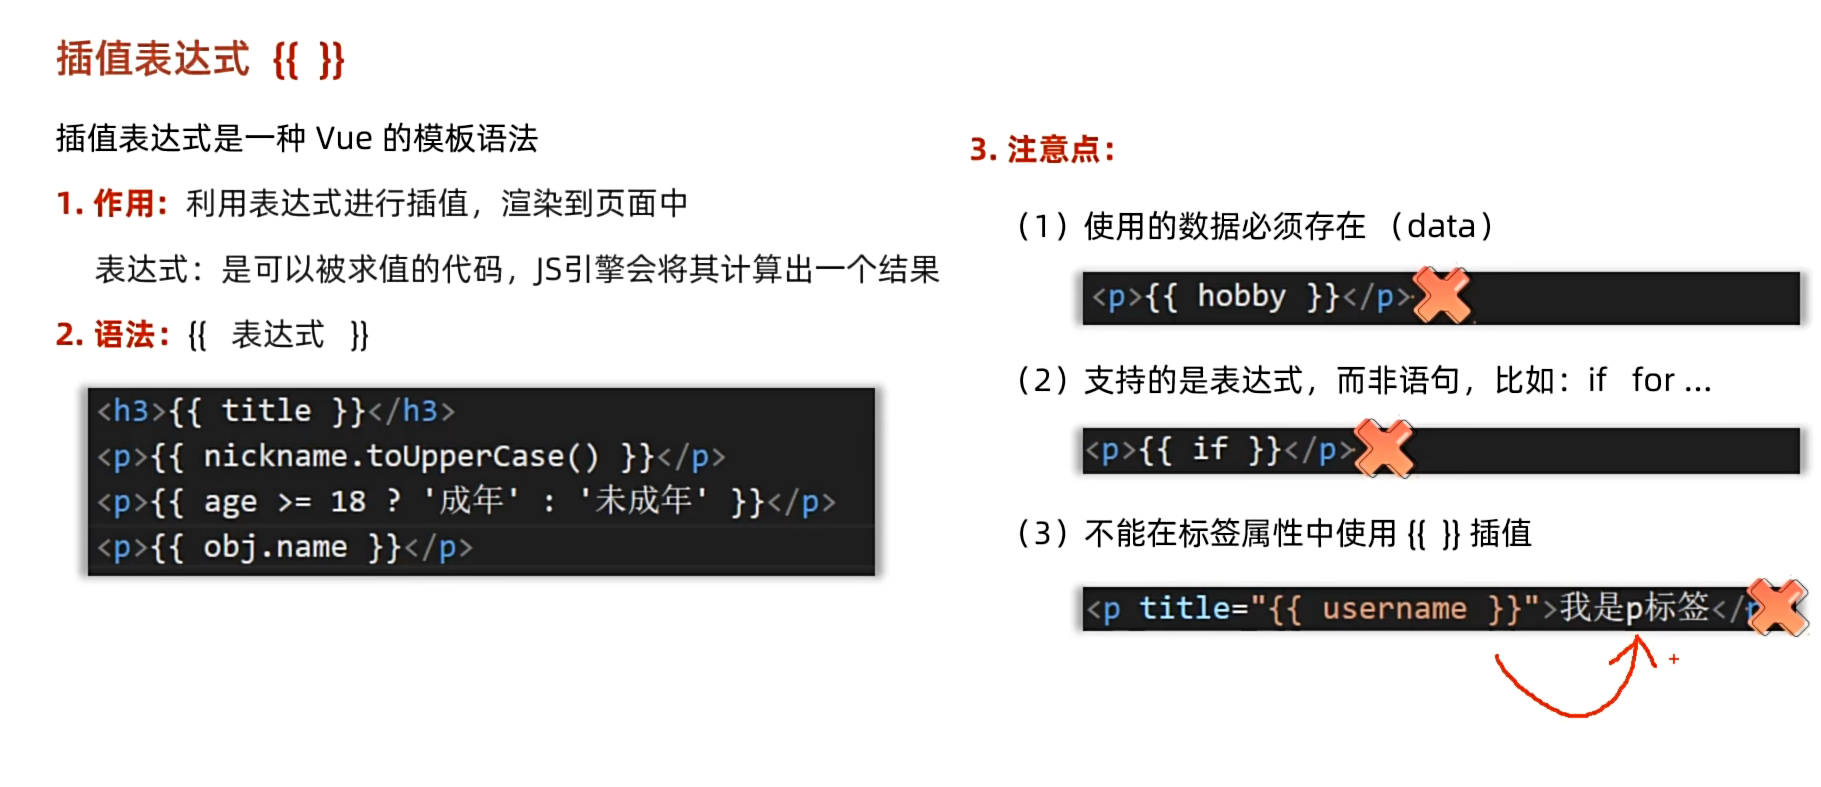 插值表达式 {{ }}
插值表达式是一种 Vue 的模板语法
1. 作用：利用表达式进行插值，渲染到页面中
表达式：是可以被求值的代码，JS引擎会将其计算出一个结果
2. 语法：{{ 表达式 }}
<h3>{{ title }}</h3>
<p>{{ nickname.toUpperCase() }}</p>
<p>{{ age >= 18 ? '成年' : '未成年' }}</p>
<p>{{ obj.name }}</p>
3. 注意点：
（1）使用的数据必须存在 （data）
<p>{{ hobby }}</p>
（2）支持的是表达式，而非语句，比如：if for ...
<p>{{ if }}</p>
（3）不能在标签属性中使用 {{ }} 插值
<p title="{{ username }}">我是p标签</p